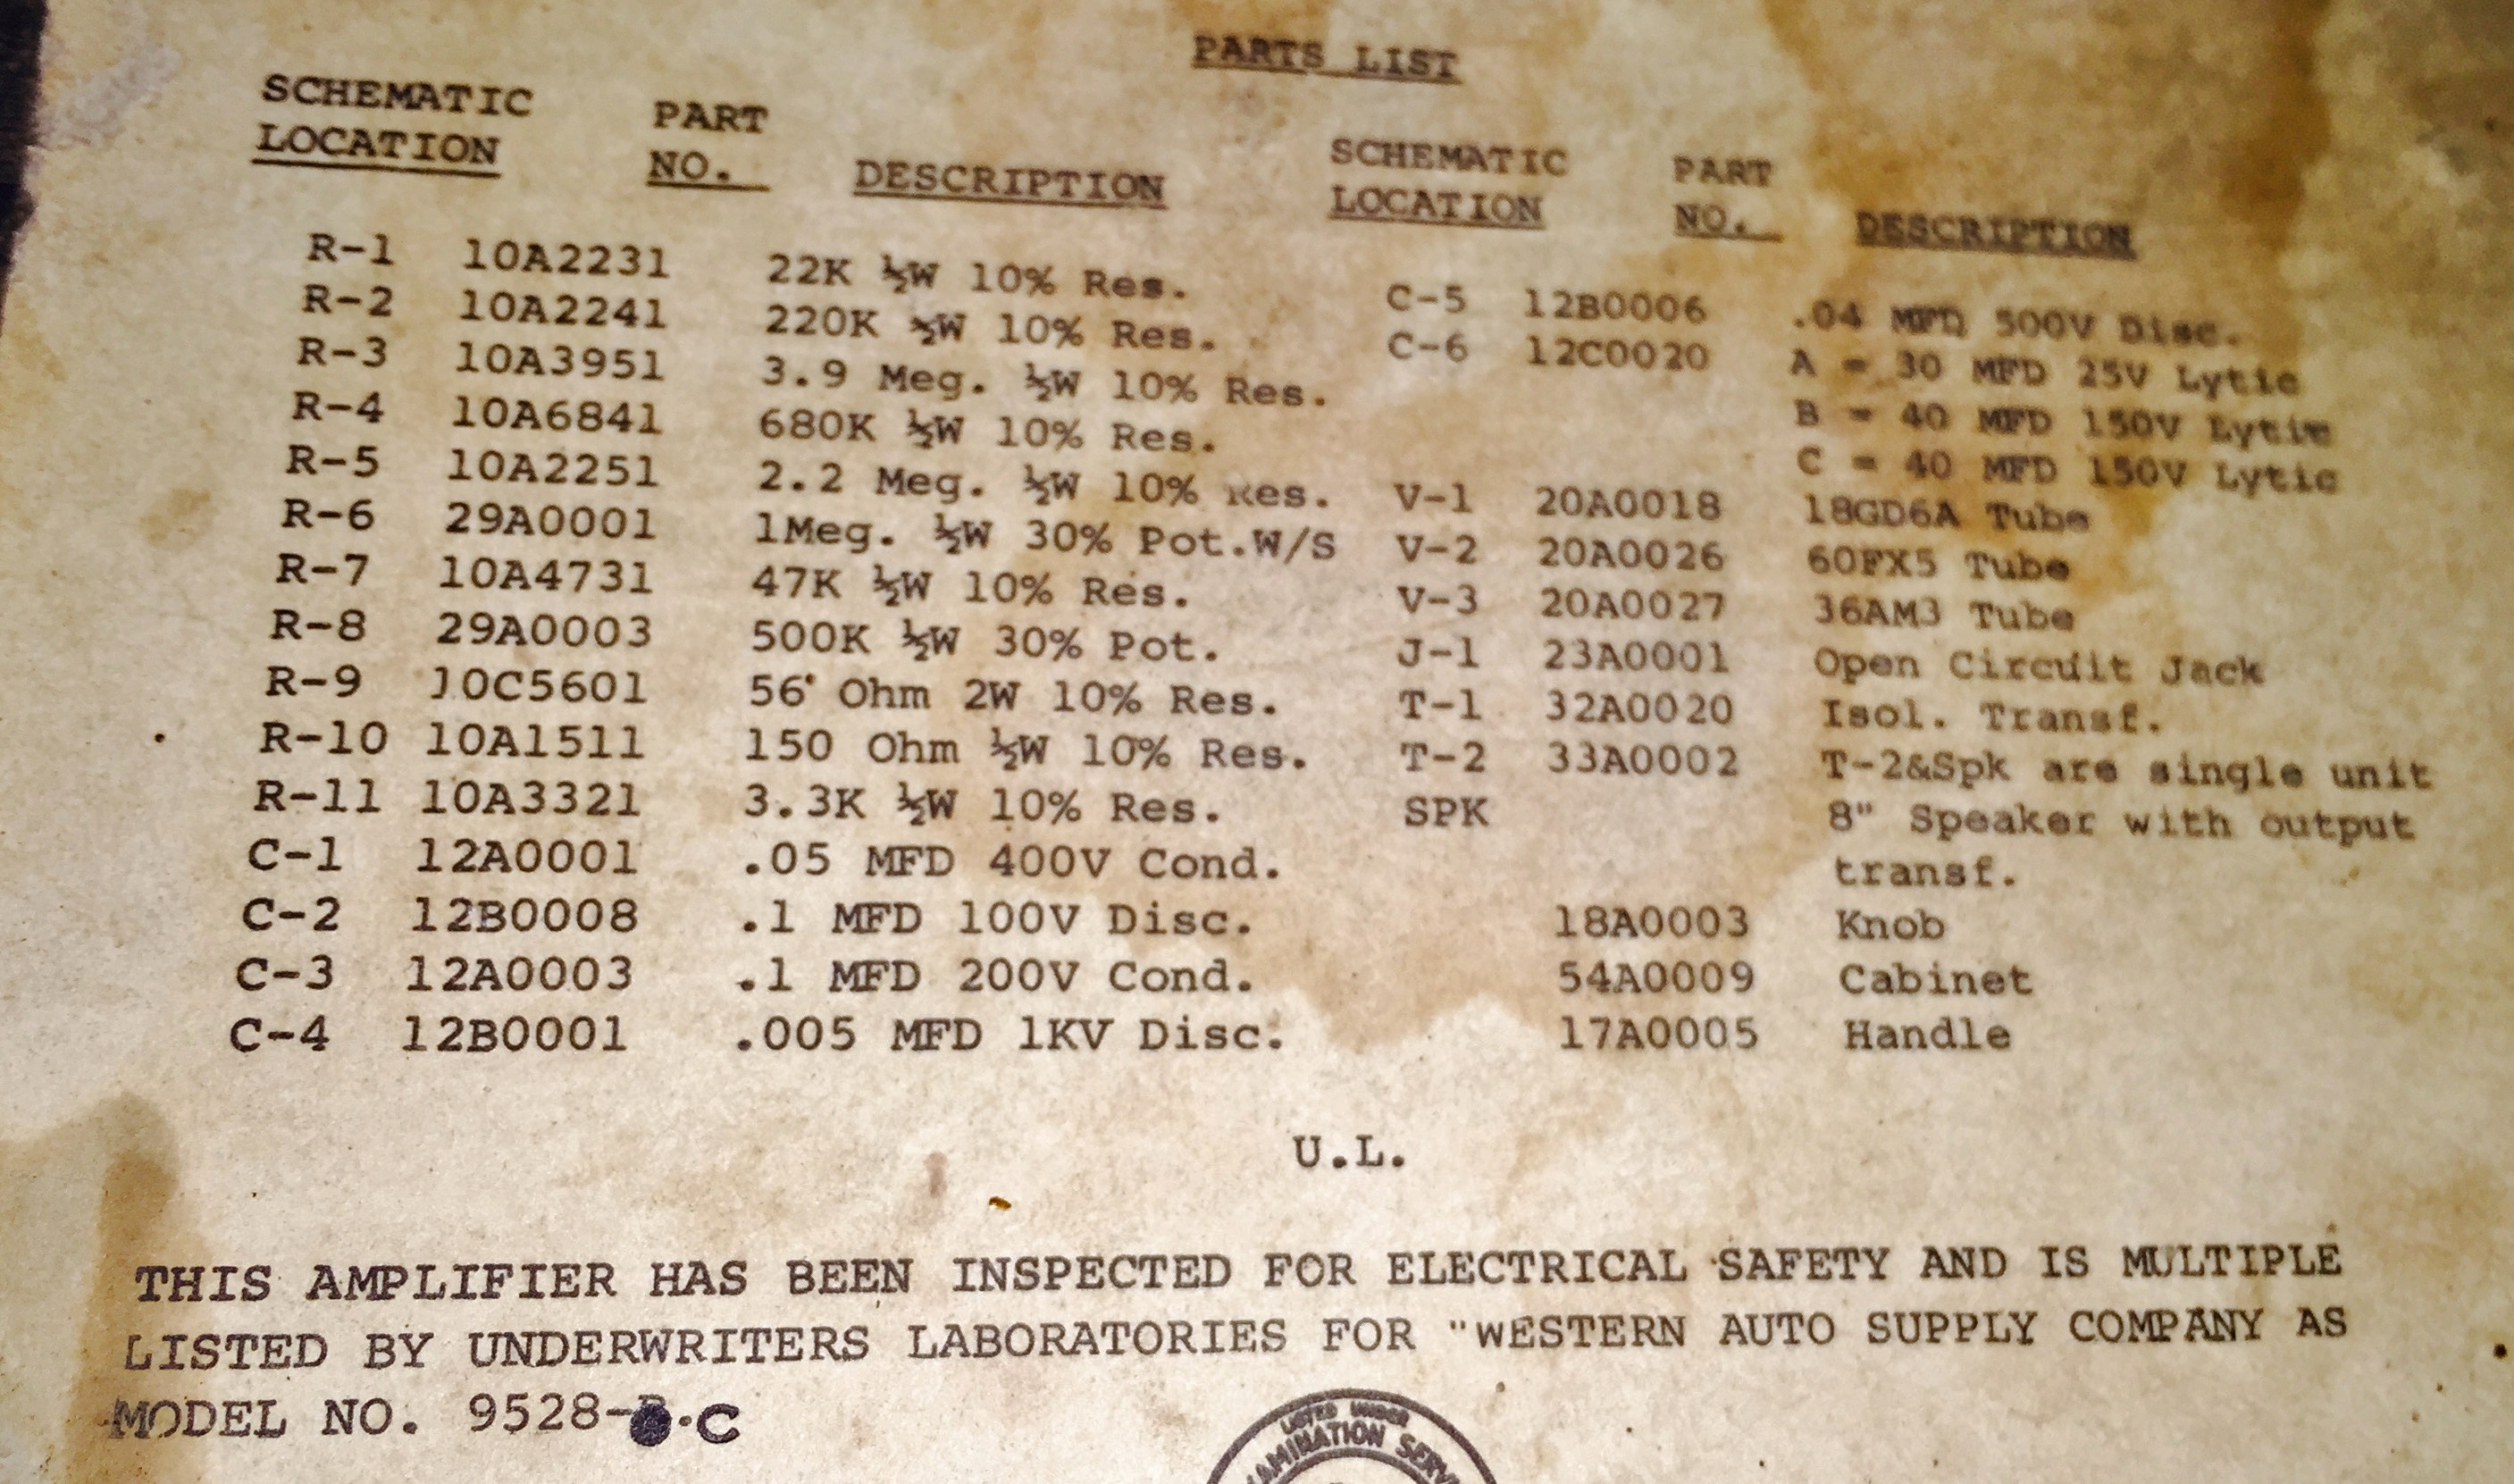 PARTS LIST
SCHEMATIC LOCATION PART NO. DESCRIPTION
R-1 10A2231 22K ½W 10% Res.
R-2 10A2241 220K ½W 10% Res.
R-3 10A3951 3.9 Meg. ½W 10% Res.
R-4 10A6841 680K ½W 10% Res.
R-5 10A2251 2.2 Meg. ½W 10% Res.
R-6 29A0001 1Meg. ½W 30% Pot.W/S
R-7 10A4731 47K ½W 10% Res.
R-8 29A0003 500K ½W 30% Pot.
R-9 10C5601 56 Ohm 2W 10% Res.
R-10 10A1511 150 Ohm ½W 10% Res.
R-11 10A3321 3.3K ½W 10% Res.
C-1 12A0001 .05 MFD 400V Cond.
C-2 12B0008 .1 MFD 100V Disc.
C-3 12A0003 .1 MFD 200V Cond.
C-4 12B0001 .005 MFD 1KV Disc.
SCHEMATIC LOCATION PART NO. DESCRIPTION
C-5 12B0006 .04 MFD 500V Disc.
C-6 12C0020 A = 30 MFD 25V Lytic
B = 40 MFD 150V Lytic
C = 40 MFD 150V Lytic
V-1 20A0018 18GD6A Tube
V-2 20A0026 60FX5 Tube
V-3 20A0027 36AM3 Tube
J-1 23A0001 Open Circuit Jack
T-1 32A0020 Isol. Transf.
T-2 33A0002 T-2&Spk are single unit
SPK 8" Speaker with output
transf.
18A0003 Knob
54A0009 Cabinet
17A0005 Handle
U.L.
THIS AMPLIFIER HAS BEEN INSPECTED FOR ELECTRICAL SAFETY AND IS MULTIPLE
LISTED BY UNDERWRITERS LABORATORIES FOR "WESTERN AUTO SUPPLY COMPANY AS
MODEL NO. 9528-.C
LISTED UNDER